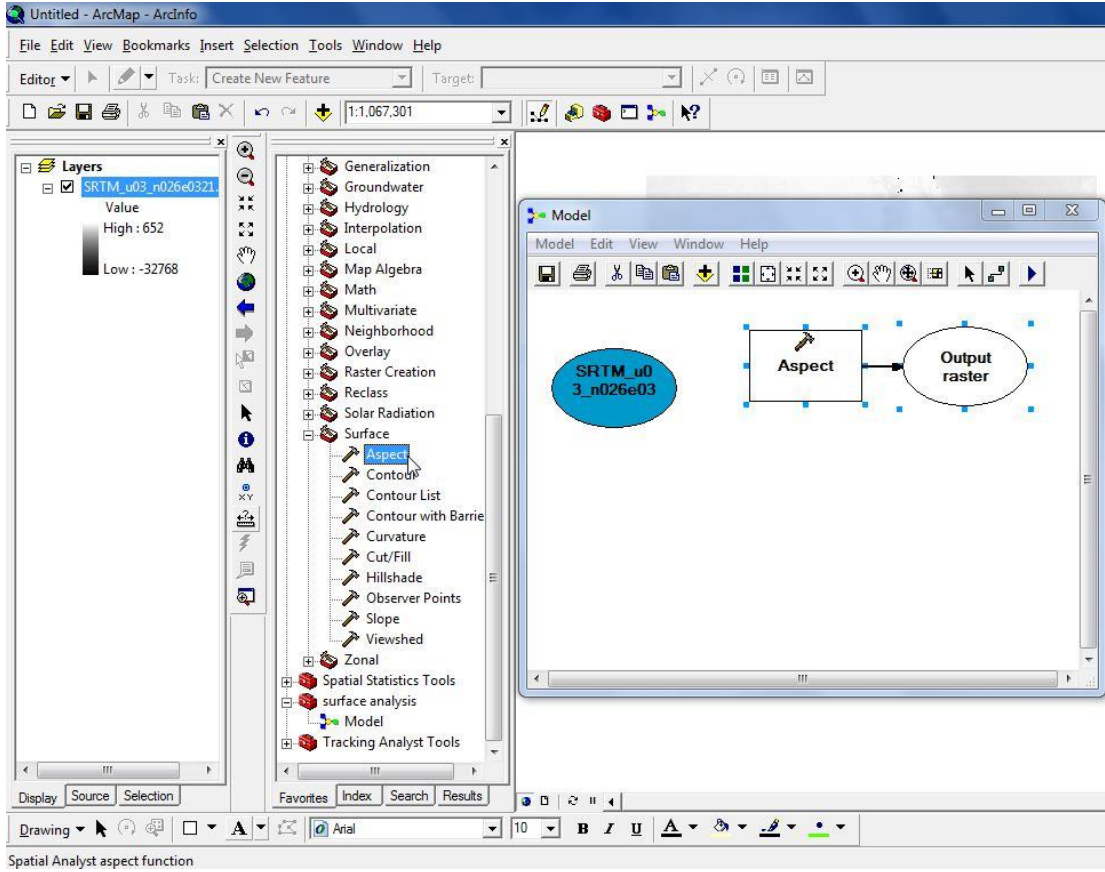 Untitled - ArcMap - ArcInfo
File Edit View Bookmarks Insert Selection Tools Window Help
Editor Task: Create New Feature Target:
1:1,067,301
Layers
SRTM_u03_n026e0321.
Value
High : 652
Low : -32768
Display Source Selection
Generalization
Groundwater
Hydrology
Interpolation
Local
Map Algebra
Math
Multivariate
Neighborhood
Overlay
Raster Creation
Reclass
Solar Radiation
Surface
Aspect
Contour
Contour List
Contour with Barrie
Curvature
Cut/Fill
Hillshade
Observer Points
Slope
Viewshed
Zonal
Spatial Statistics Tools
surface analysis
Model
Tracking Analyst Tools
Favorites Index Search Results
Model
Model Edit View Window Help
SRTM_u0
3_n026e03
Aspect
Output
raster
Drawing A Arial 10 B I U A
Spatial Analyst aspect function